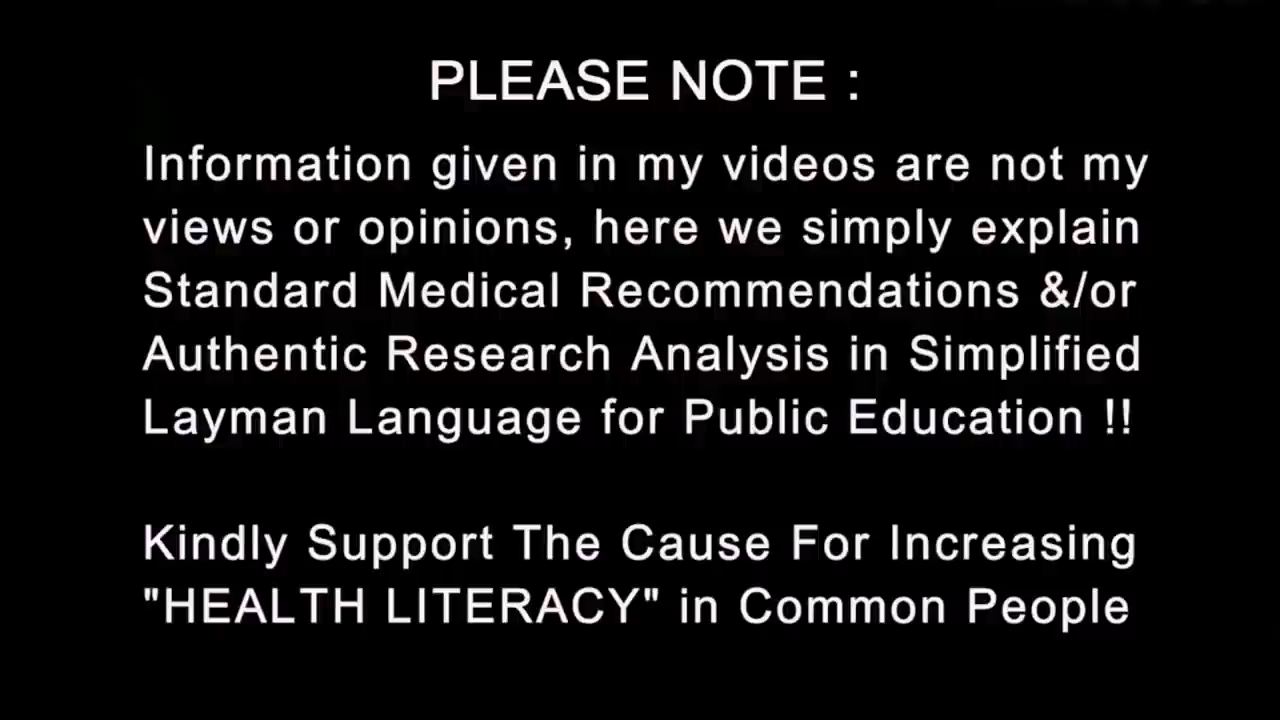 PLEASE NOTE :
Information given in my videos are not my
views or opinions, here we simply explain
Standard Medical Recommendations &/or
Authentic Research Analysis in Simplified
Layman Language for Public Education !!
Kindly Support The Cause For Increasing
"HEALTH LITERACY" in Common People